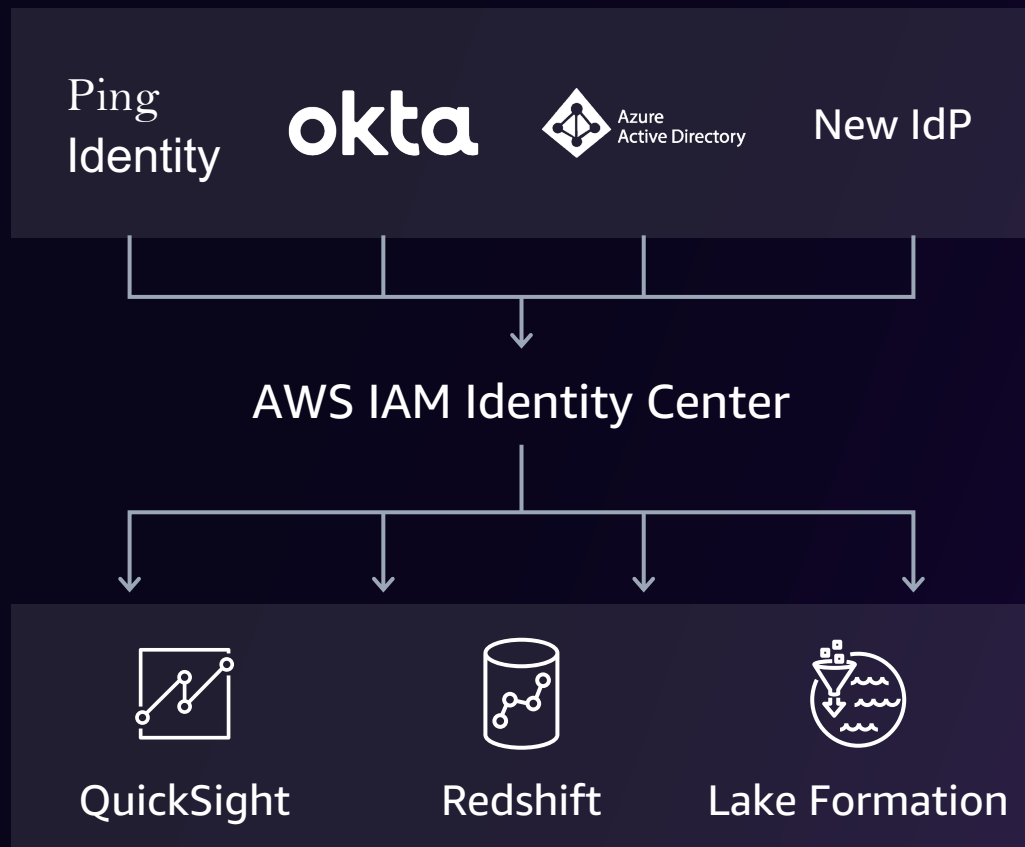 Ping
Identity
okta
Azure
Active Directory
New IdP
AWS IAM Identity Center
QuickSight
Redshift
Lake Formation